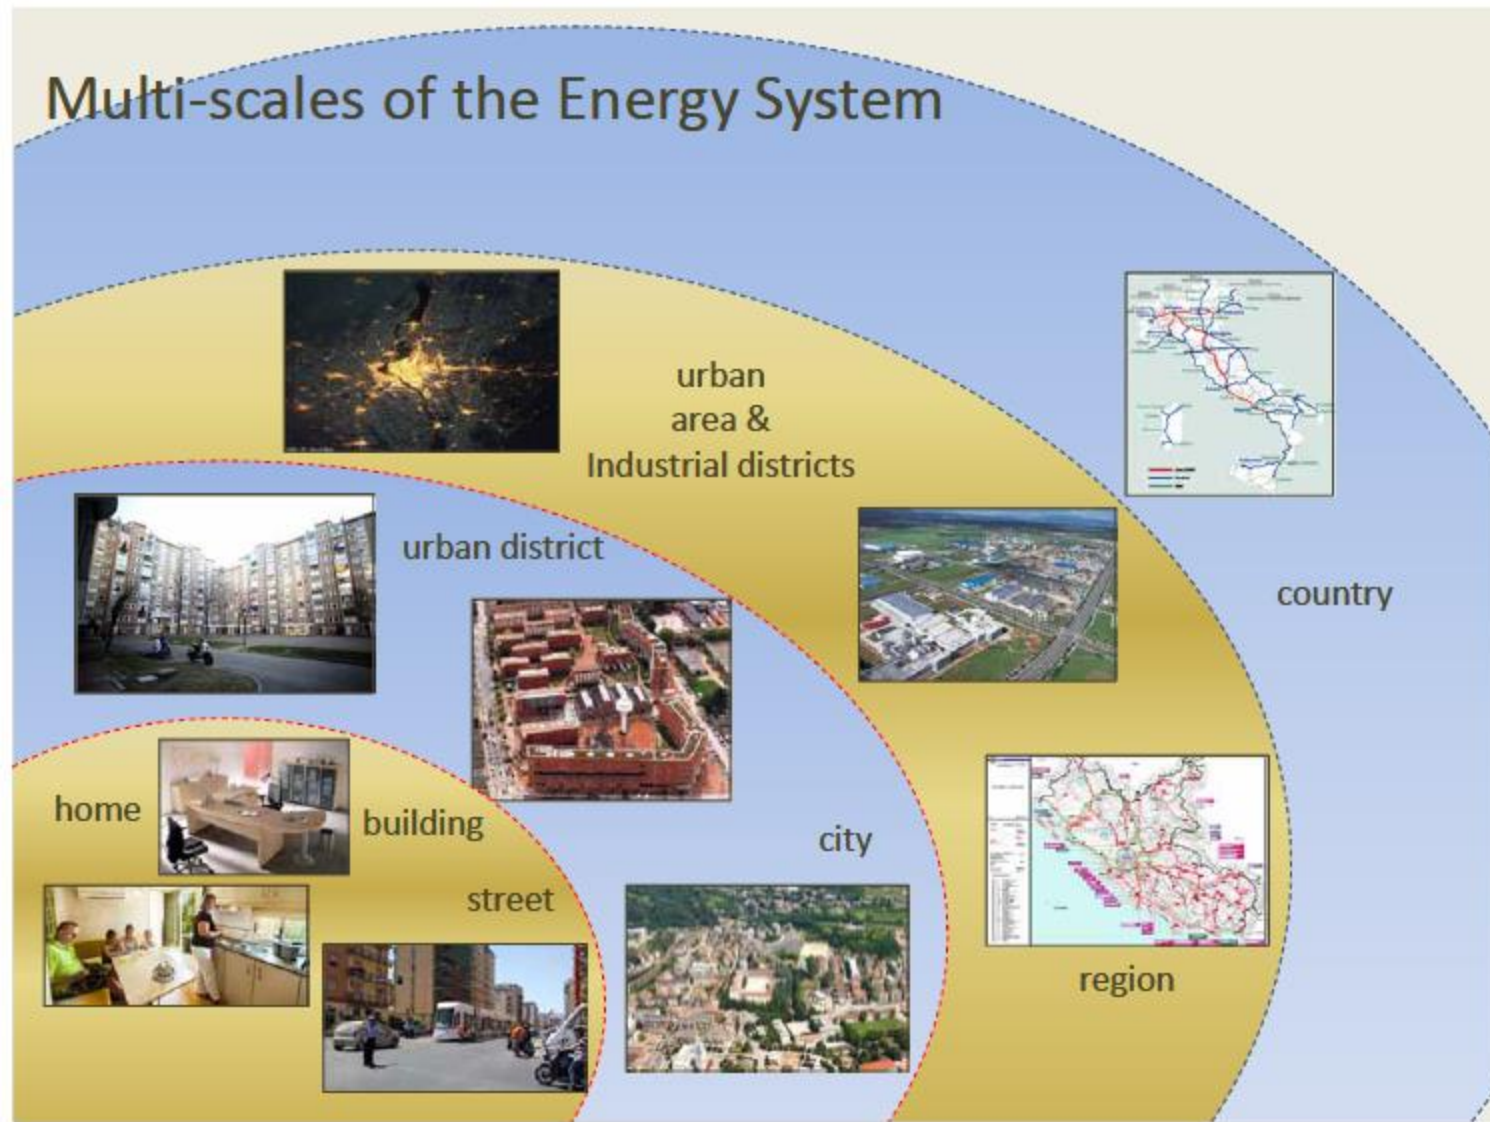 Multi-scales of the Energy System
urban
area &
Industrial districts
urban district
country
home
building
city
street
region